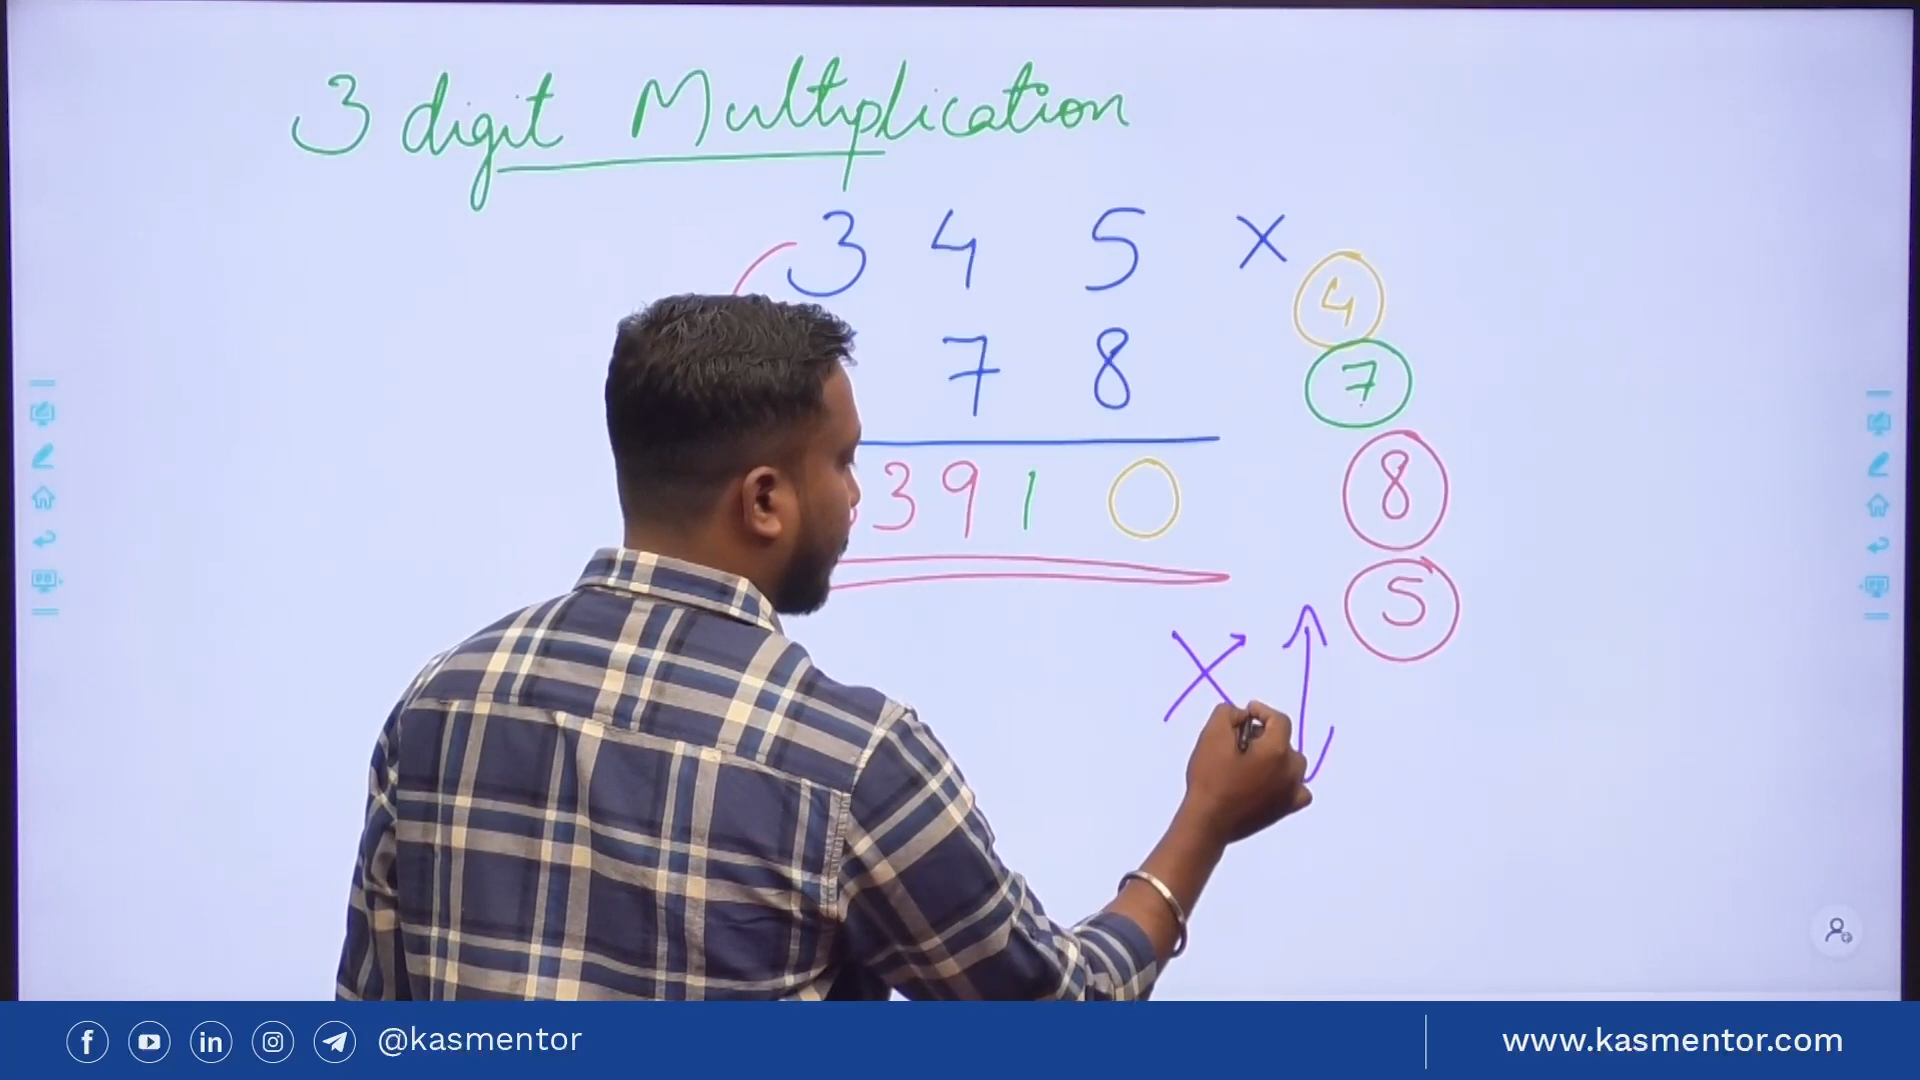 3 digit Multiplication
3 4 5 ×
4
7 8
7
3 9 1 0
8
5
@kasmentor
www.kasmentor.com